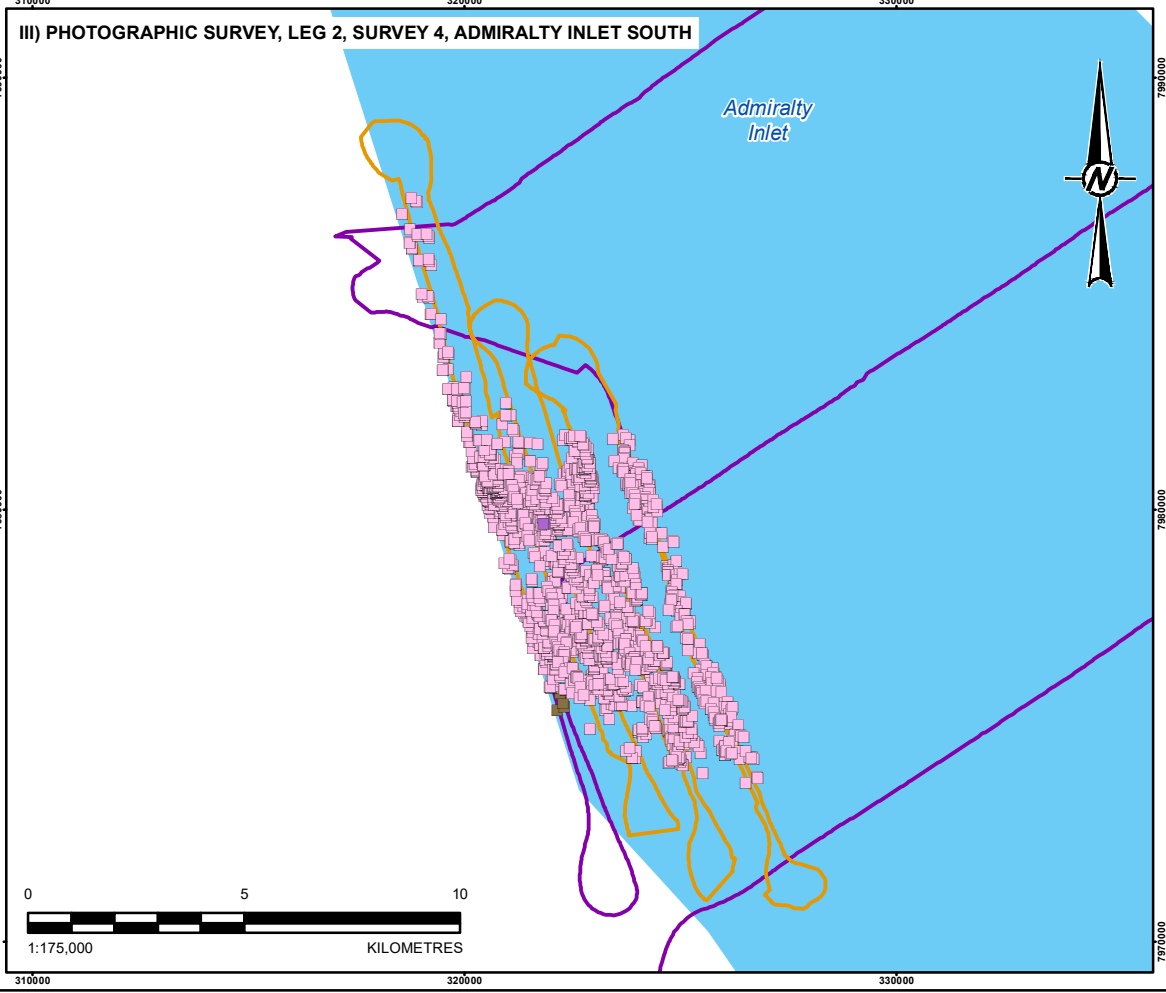 310000 320000 330000
III) PHOTOGRAPHIC SURVEY, LEG 2, SURVEY 4, ADMIRALTY INLET SOUTH
7990000
Admiralty
Inlet
N
7980000
0 5 10
1:175,000 KILOMETRES
7970000
310000 320000 330000